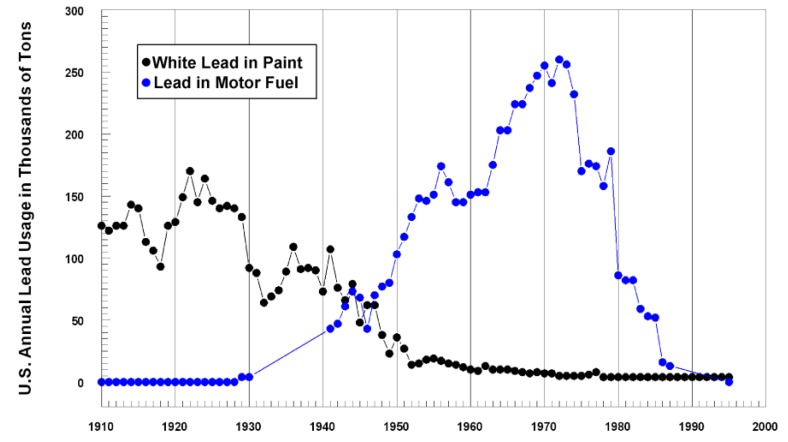 300
White Lead in Paint
Lead in Motor Fuel
250
200
150
100
50
0
U.S. Annual Lead Usage in Thousands of Tons
1910 1920 1930 1940 1950 1960 1970 1980 1990 2000